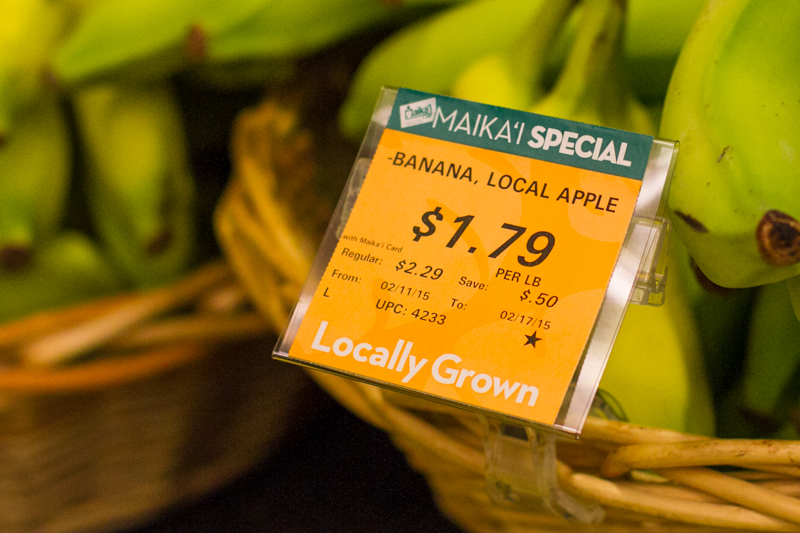 Maika'i
MAIKA'I SPECIAL
-BANANA, LOCAL APPLE
$1.79
with Maika'i Card
PER LB
Regular: $2.29 Save: $.50
From: 02/11/15 To: 02/17/15
L UPC: 4233 ★
Locally Grown